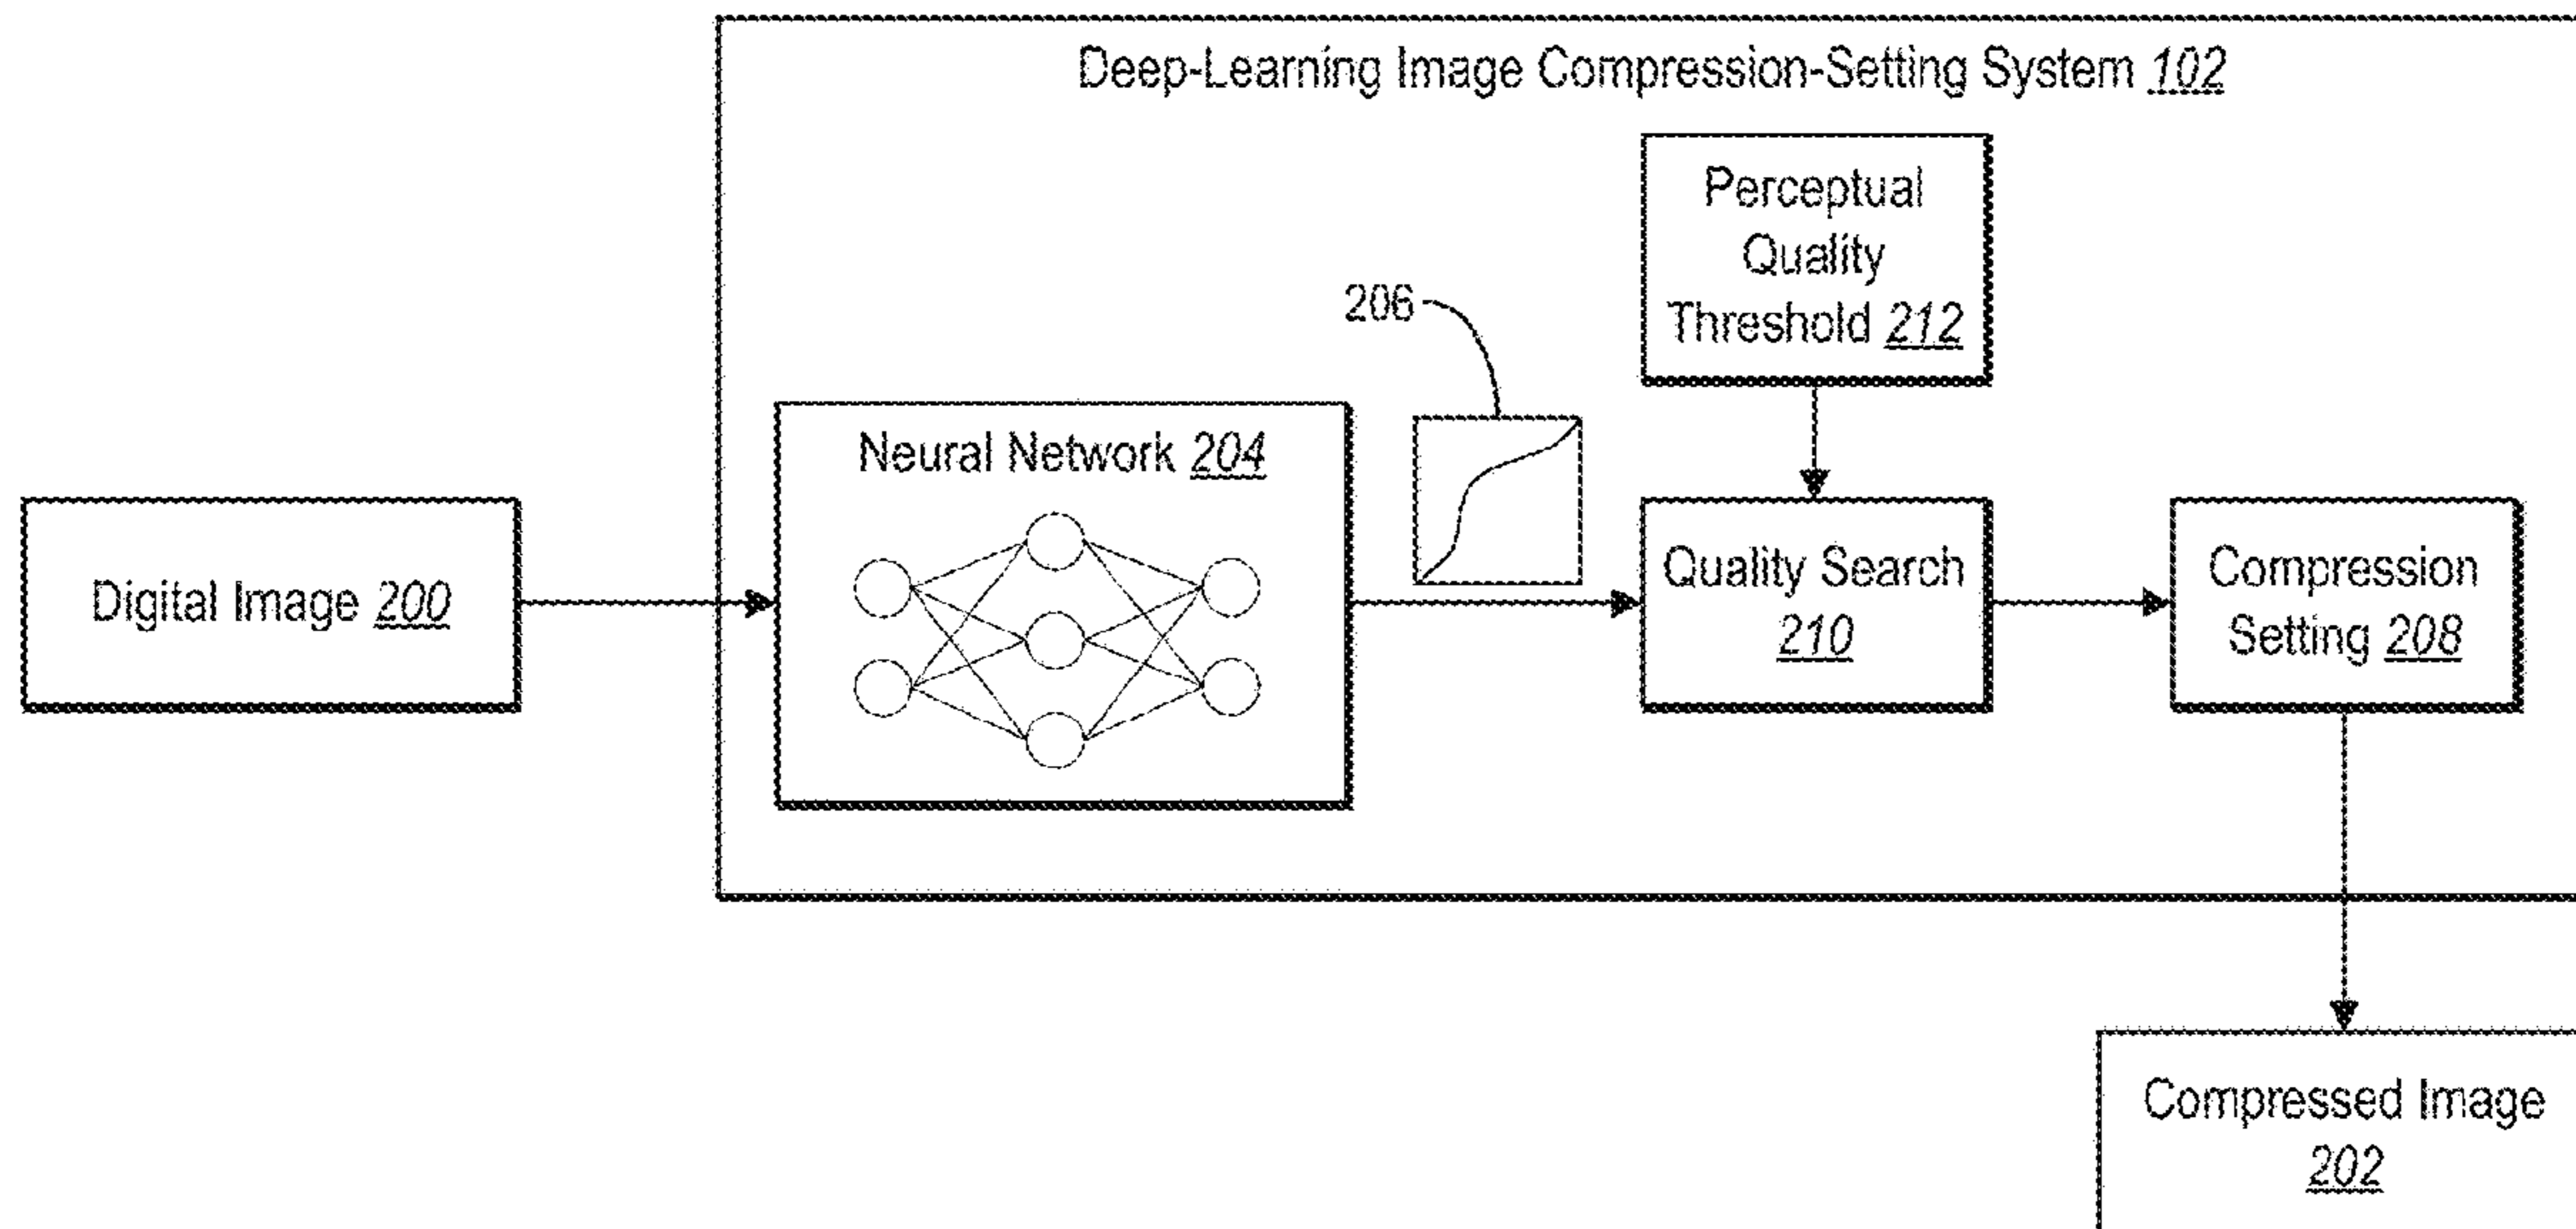 Deep-Learning Image Compression-Setting System 102
Perceptual
Quality
Threshold 212
206
Neural Network 204
Digital Image 200
Quality Search
210
Compression
Setting 208
Compressed Image
202